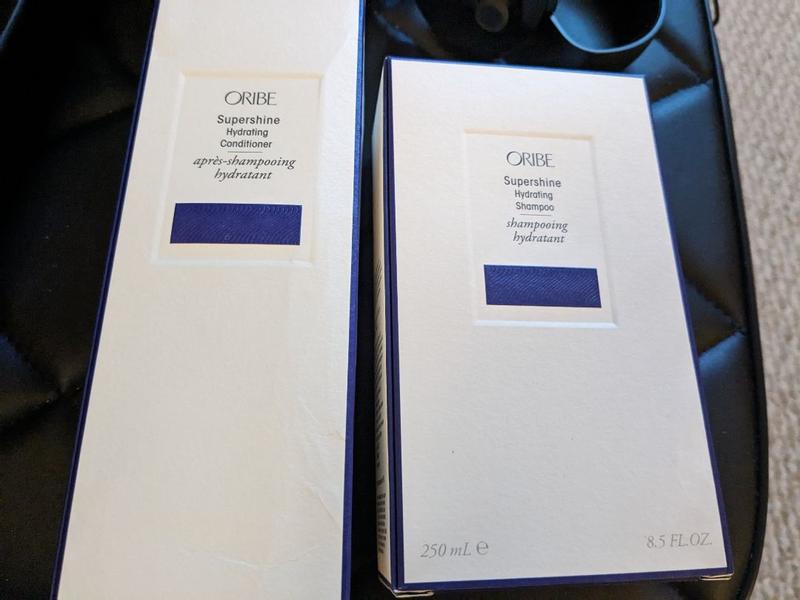 ORIBE
Supershine
Hydrating
Conditioner
après-shampooing
hydratant
ORIBE
Supershine
Hydrating
Shampoo
shampooing
hydratant
250 mL ℮
8.5 FL.OZ.